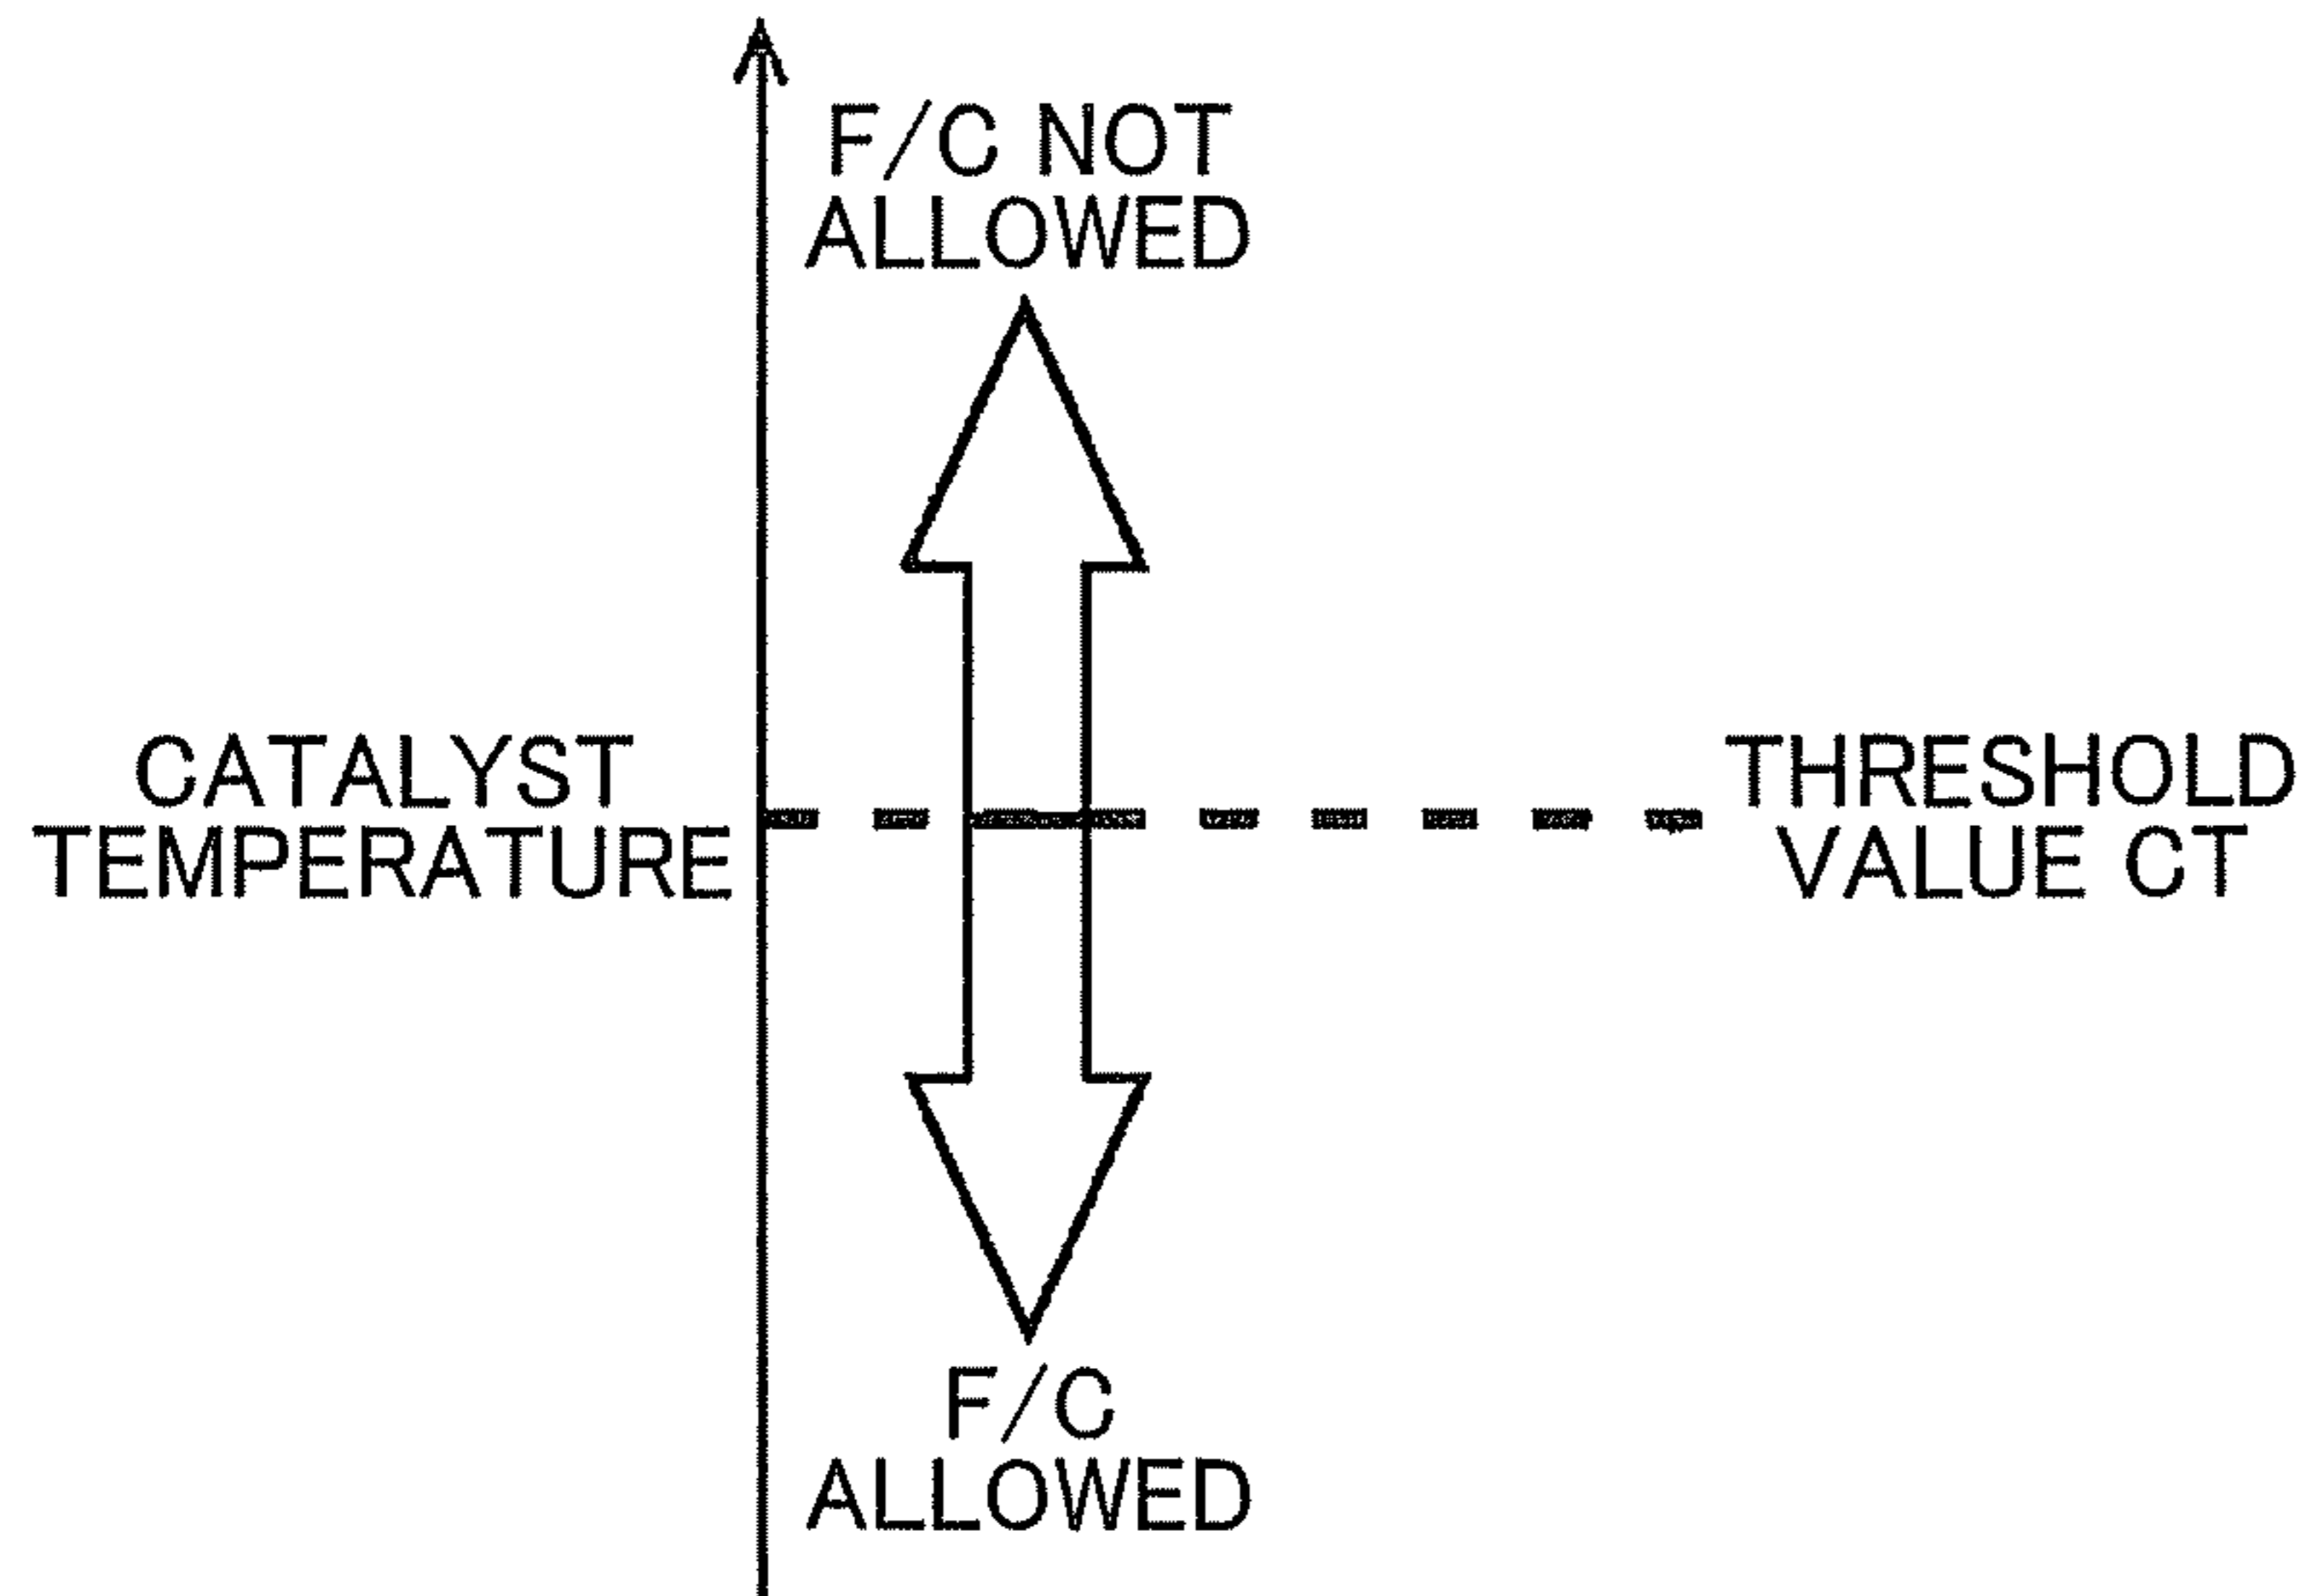 F/C NOT
ALLOWED
CATALYST
TEMPERATURE
THRESHOLD
VALUE CT
F/C
ALLOWED